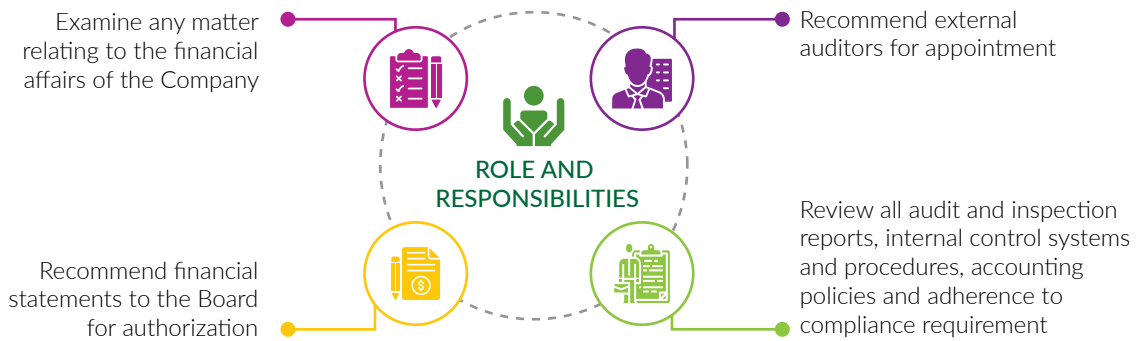 Examine any matter
relating to the financial
affairs of the Company
Recommend external
auditors for appointment
ROLE AND
RESPONSIBILITIES
Recommend financial
statements to the Board
for authorization
Review all audit and inspection
reports, internal control systems
and procedures, accounting
policies and adherence to
compliance requirement